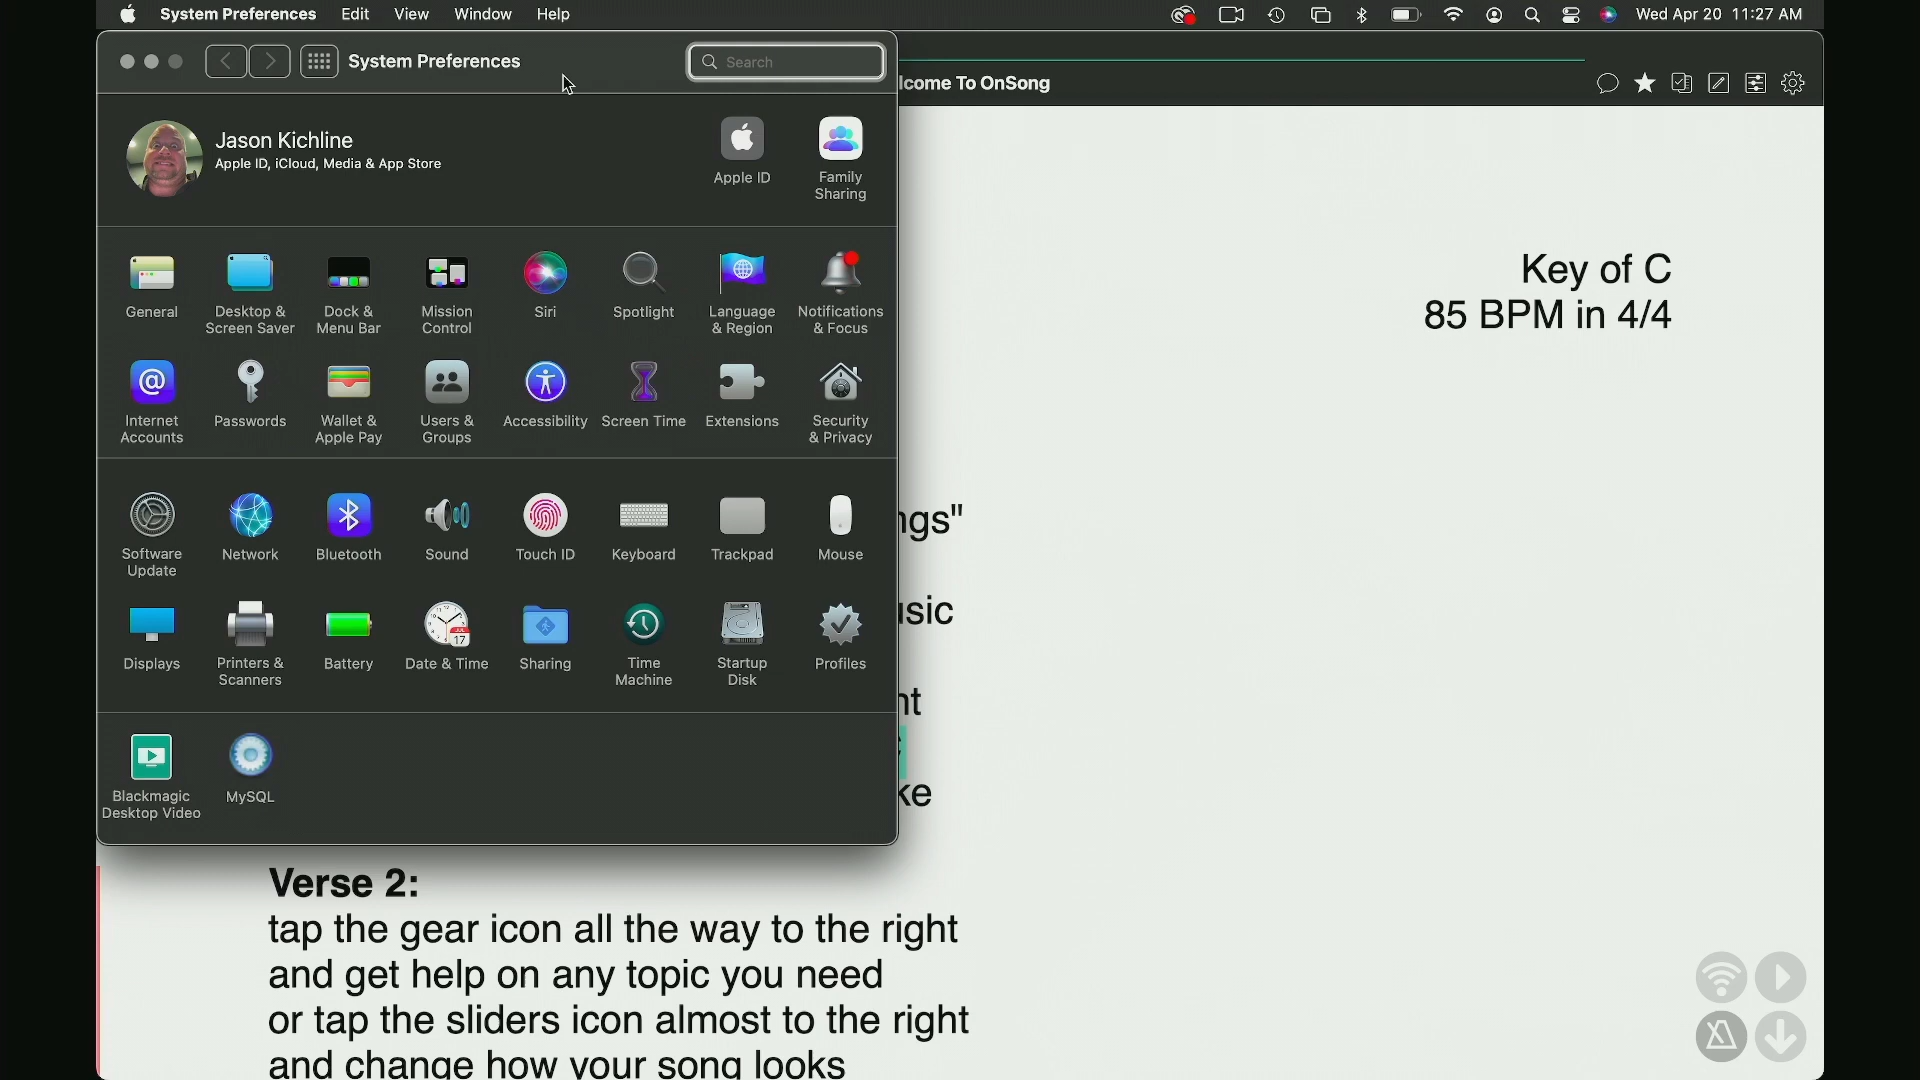 System Preferences Edit View Window Help
Wed Apr 20 11:27 AM
System Preferences
Search
Jason Kichline
Apple ID, iCloud, Media & App Store
Apple ID
Family
Sharing
General
Desktop &
Screen Saver
Dock &
Menu Bar
Mission
Control
Siri
Spotlight
Language
& Region
Notifications
& Focus
Internet
Accounts
Passwords
Wallet &
Apple Pay
Users &
Groups
Accessibility
Screen Time
Extensions
Security
& Privacy
Software
Update
Network
Bluetooth
Sound
Touch ID
Keyboard
Trackpad
Mouse
Displays
Printers &
Scanners
Battery
JUL
17
Date & Time
Sharing
Time
Machine
Startup
Disk
Profiles
Blackmagic
Desktop Video
MySQL
lcome To OnSong
Key of C
85 BPM in 4/4
ngs"
usic
nt
ke
Verse 2:
tap the gear icon all the way to the right
and get help on any topic you need
or tap the sliders icon almost to the right
and change how your song looks